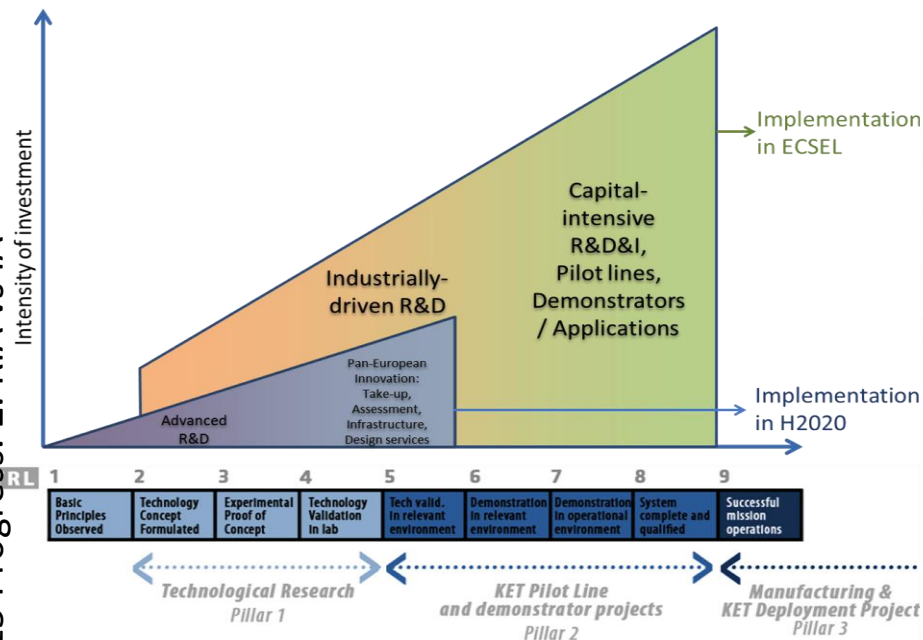 Intensity of investment
Implementation
in ECSEL
Capital-
intensive
R&D&I,
Pilot lines,
Demonstrators
/ Applications
Industrially-
driven R&D
Pan-European
Innovation:
Take-up,
Assessment,
Infrastructure,
Design services
Advanced
R&D
Implementation
in H2020
RL 1 2 3 4 5 6 7 8 9
Basic
Principles
Observed
Technology
Concept
Formulated
Experimental
Proof of
Concept
Technology
Validation
in lab
Tech valid.
in relevant
environment
Demonstration
in relevant
environment
Demonstration
in operational
environment
System
complete and
qualified
Successful
mission
operations
Technological Research
Pillar 1
KET Pilot Line
and demonstrator projects
Pillar 2
Manufacturing &
KET Deployment Project
Pillar 3